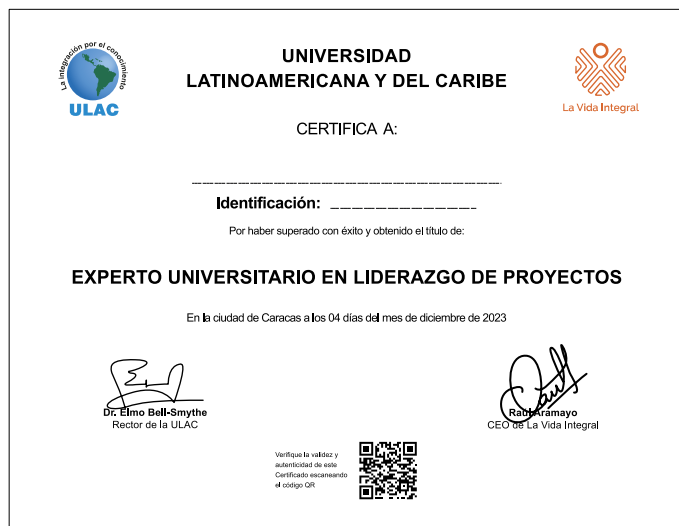 La integración por el conocimiento
ULAC
UNIVERSIDAD
LATINOAMERICANA Y DEL CARIBE
La Vida Integral
CERTIFICA A:
Identificación:
Por haber superado con éxito y obtenido el título de:
EXPERTO UNIVERSITARIO EN LIDERAZGO DE PROYECTOS
En la ciudad de Caracas a los 04 días del mes de diciembre de 2023
Dr. Elmo Bell-Smythe
Rector de la ULAC
Raúl Aramayo
CEO de La Vida Integral
Verifique la validez y
autenticidad de este
Certificado escaneando
el código QR